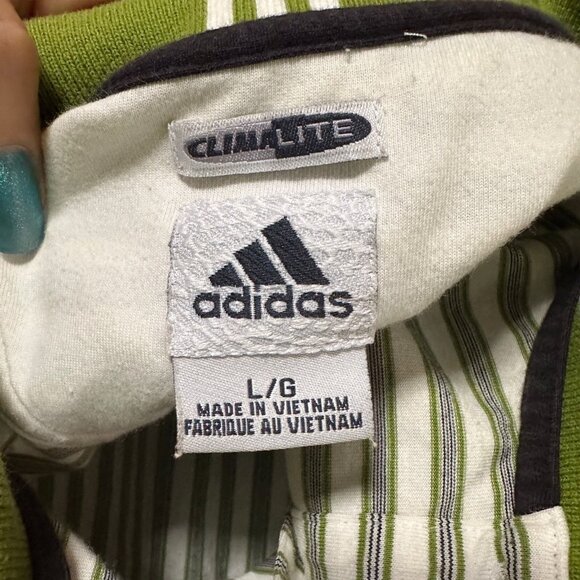 CLIMALITE
adidas
L/G
MADE IN VIETNAM
FABRIQUE AU VIETNAM